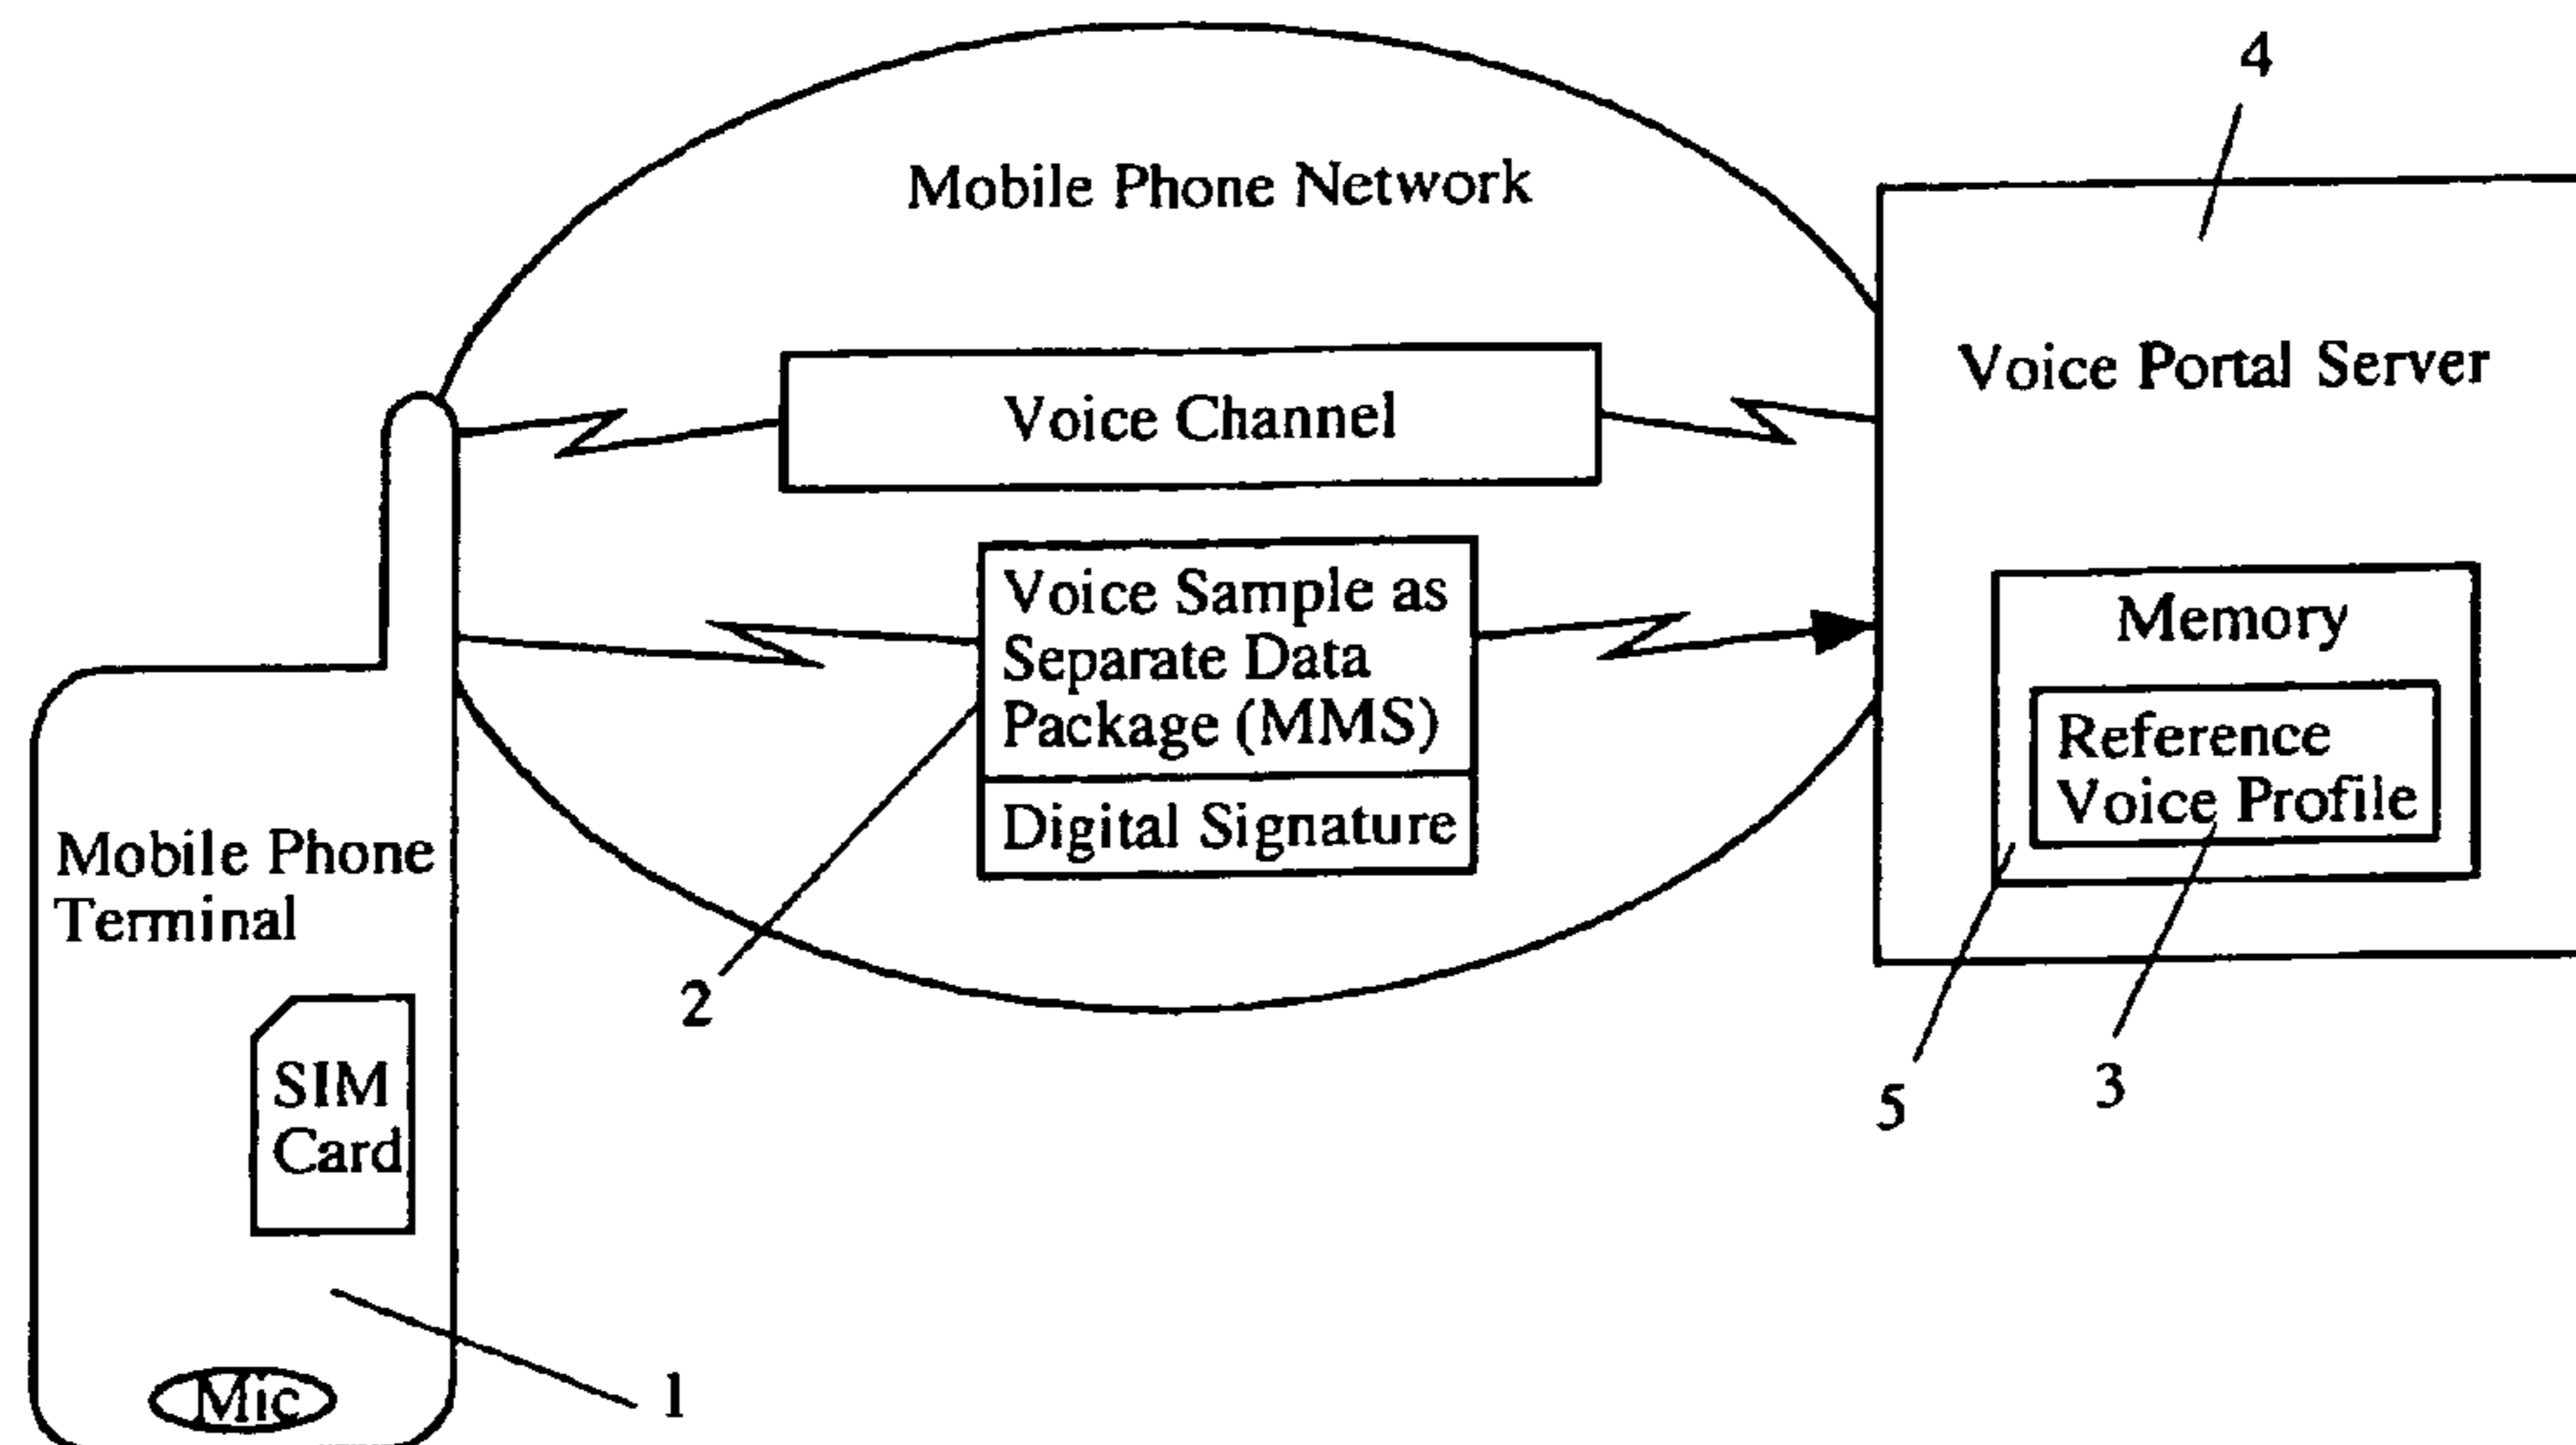 4
Mobile Phone Network
Voice Portal Server
Voice Channel
Voice Sample as
Separate Data
Package (MMS)
Digital Signature
Memory
Reference
Voice Profile
Mobile Phone
Terminal
SIM
Card
Mic
2
5
3
1